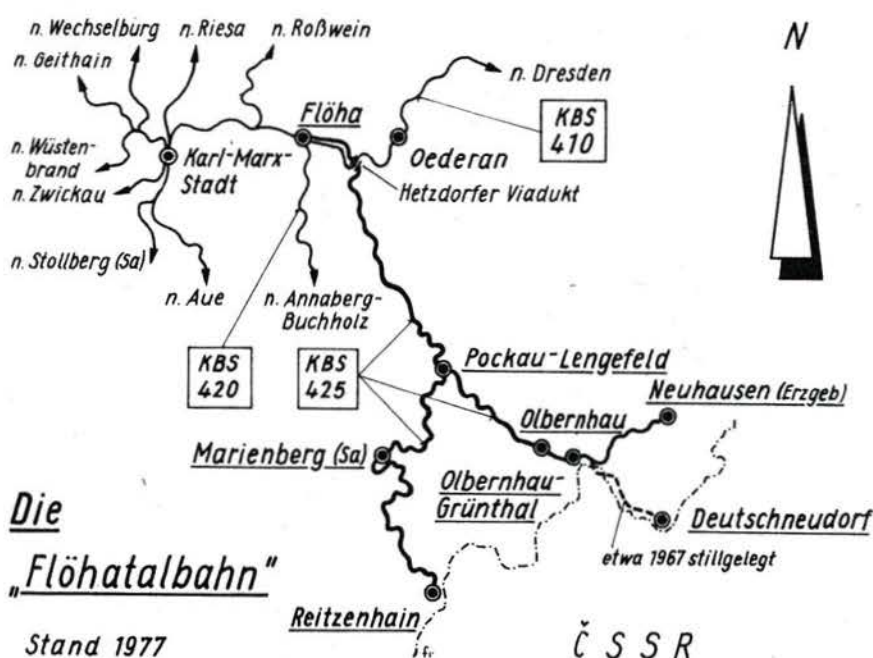 n. Wechselburg
n. Riesa
n. Roßwein
N
n. Geithain
n. Dresden
Flöha
KBS
410
n. Wüsten-
brand
Karl-Marx-
Stadt
Oederan
n. Zwickau
Hetzdorfer Viadukt
n. Stollberg (Sa)
n. Aue
n. Annaberg-
Buchholz
KBS
420
KBS
425
Pockau-Lengefeld
Neuhausen (Erzgeb)
Olbernhau
Marienberg (Sa)
Olbernhau-
Grünthal
Deutschneudorf
etwa 1967 stillgelegt
Die
"Flöhatalbahn"
Reitzenhain
Stand 1977
fr
Č S S R